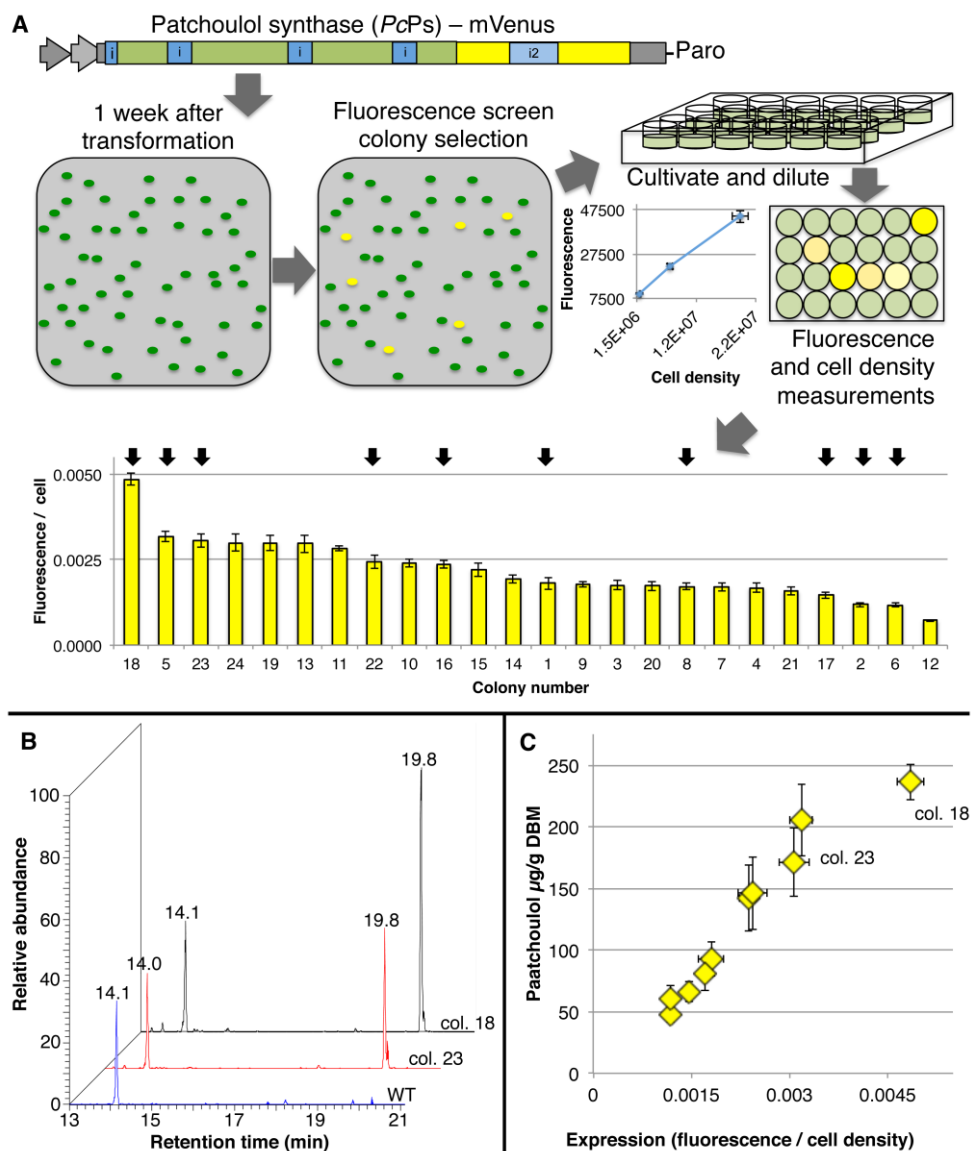 A
Patchoulol synthase (PcPs) – mVenus
i
i
i
i
i2
Paro
1 week after
transformation
Fluorescence screen
colony selection
Cultivate and dilute
Fluorescence
47500
27500
7500
1.5E+06
1.2E+07
2.2E+07
Cell density
Fluorescence
and cell density
measurements
Fluorescence / cell
0.0050
0.0025
0.0000
18 5 23 24 19 13 11 22 10 16 15 14 1 9 3 20 8 7 4 21 17 2 6 12
Colony number
B
Relative abundance
100
80
60
40
20
0
19.8
14.1
19.8
14.0
14.1
col. 18
col. 23
WT
13 15 17 19 21
Retention time (min)
C
Paatchoulol µg/g DBM
250
200
150
100
50
0
col. 18
col. 23
0 0.0015 0.003 0.0045
Expression (fluorescence / cell density)